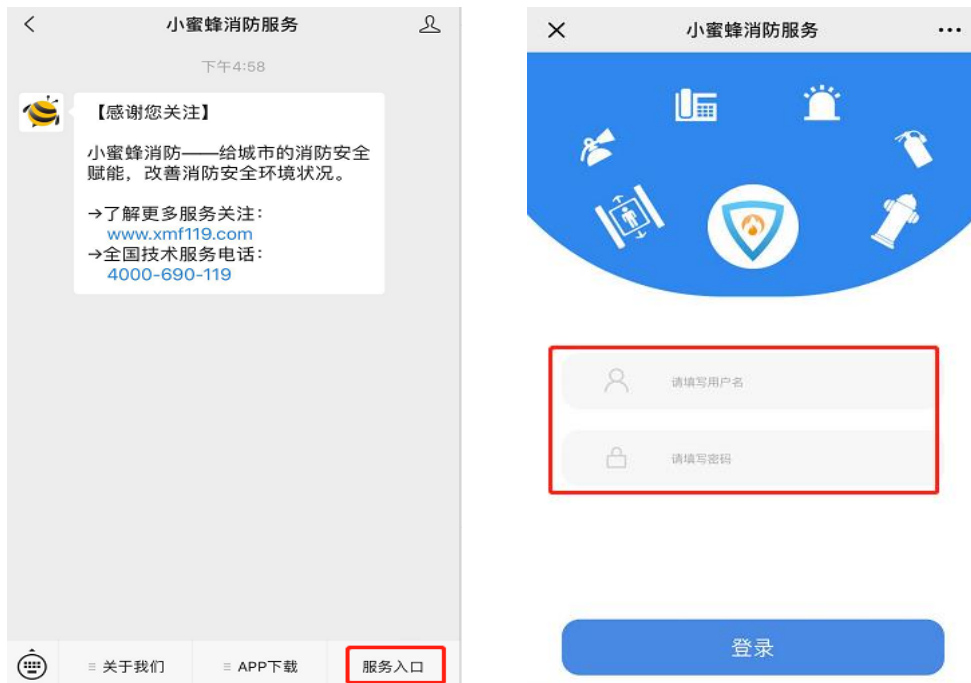 小蜜蜂消防服务
下午4:58
【感谢您关注】
小蜜蜂消防——给城市的消防安全
赋能，改善消防安全环境状况。
→了解更多服务关注：
www.xmf119.com
→全国技术服务电话：
4000-690-119
关于我们
APP下载
服务入口
小蜜蜂消防服务
请填写用户名
请填写密码
登录